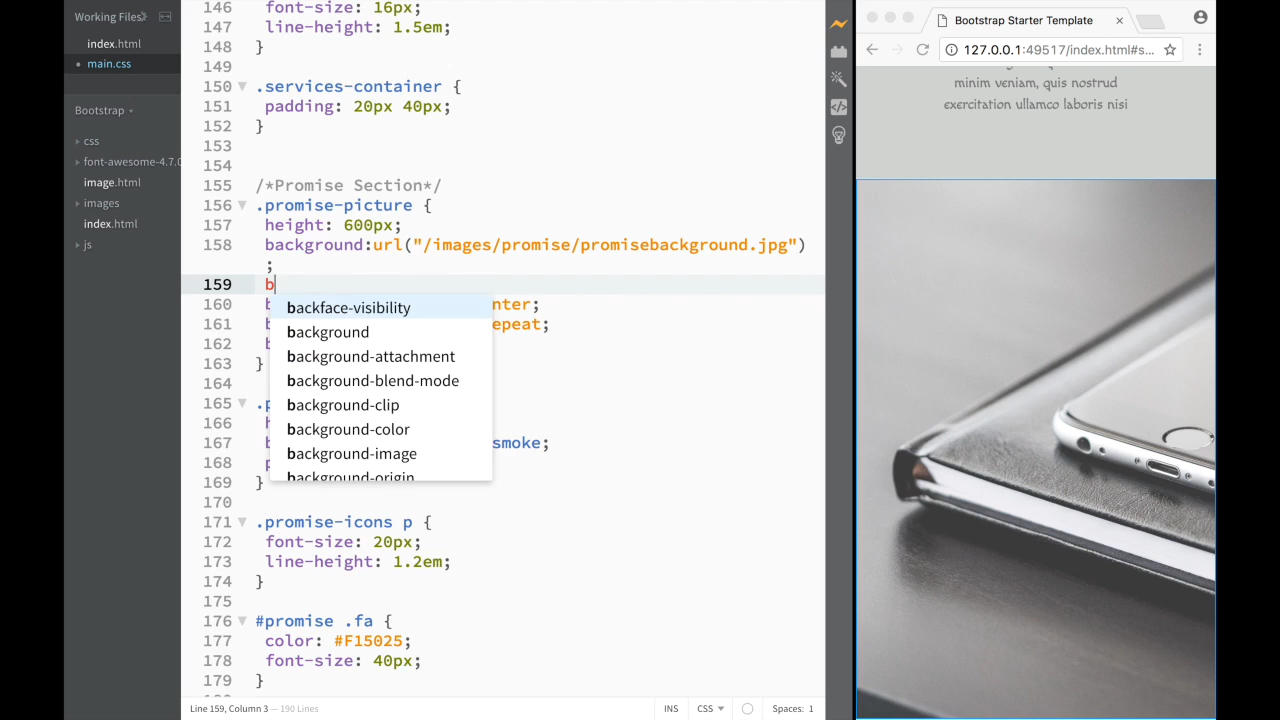 Working Files
index.html
main.css
Bootstrap
css
font-awesome-4.7.0
image.html
images
index.html
js
146 font-size: 16px;
147 line-height: 1.5em;
148 }
149
150 .services-container {
151 padding: 20px 40px;
152 }
153
154
155 /*Promise Section*/
156 .promise-picture {
157 height: 600px;
158 background:url("/images/promise/promisebackground.jpg")
;
159 b
160 b nter;
161 b epeat;
162 b
163 }
164
165 .p
166 h
167 b smoke;
168 p
169 }
170
171 .promise-icons p {
172 font-size: 20px;
173 line-height: 1.2em;
174 }
175
176 #promise .fa {
177 color: #F15025;
178 font-size: 40px;
179 }
backface-visibility
background
background-attachment
background-blend-mode
background-clip
background-color
background-image
background-origin
Line 159, Column 3 — 190 Lines
INS CSS Spaces: 1
Bootstrap Starter Template
127.0.0.1:49517/index.html#s...
minim veniam, quis nostrud
exercitation ullamco laboris nisi